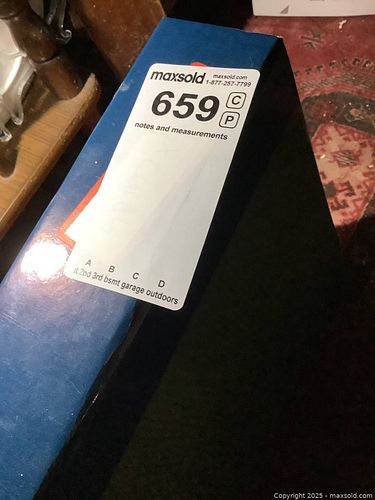 maxsold maxsold.com
1-877-257-7799
659 C
P
notes and measurements
A B C D
2nd 3rd bsmt garage outdoors
Copyright 2025 - maxsold.com